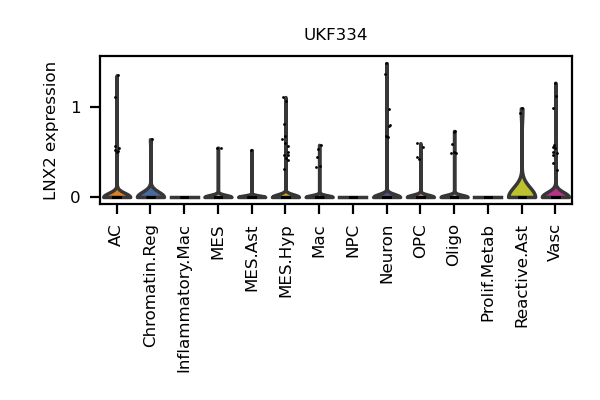 UKF334
LNX2 expression
1
0
AC
Chromatin.Reg
Inflammatory.Mac
MES
MES.Ast
MES.Hyp
Mac
NPC
Neuron
OPC
Oligo
Prolif.Metab
Reactive.Ast
Vasc